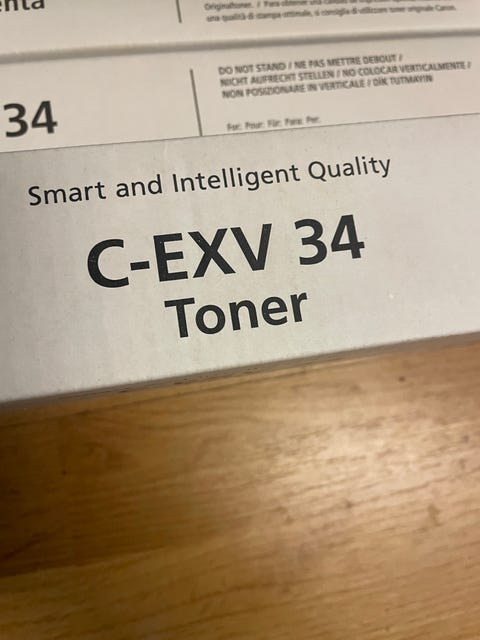 enta
Originaltoner. / Para obtener una calidad de
una qualità di stampa ottimale, si consiglia di utilizzare toner originale Canon.
DO NOT STAND / NE PAS METTRE DEBOUT /
NICHT AUFRECHT STELLEN / NO COLOCAR VERTICALMENTE /
NON POSIZIONARE IN VERTICALE / DİK TUTMAYIN
34
For: Pour: Für: Para: Per:
Smart and Intelligent Quality
C-EXV 34
Toner